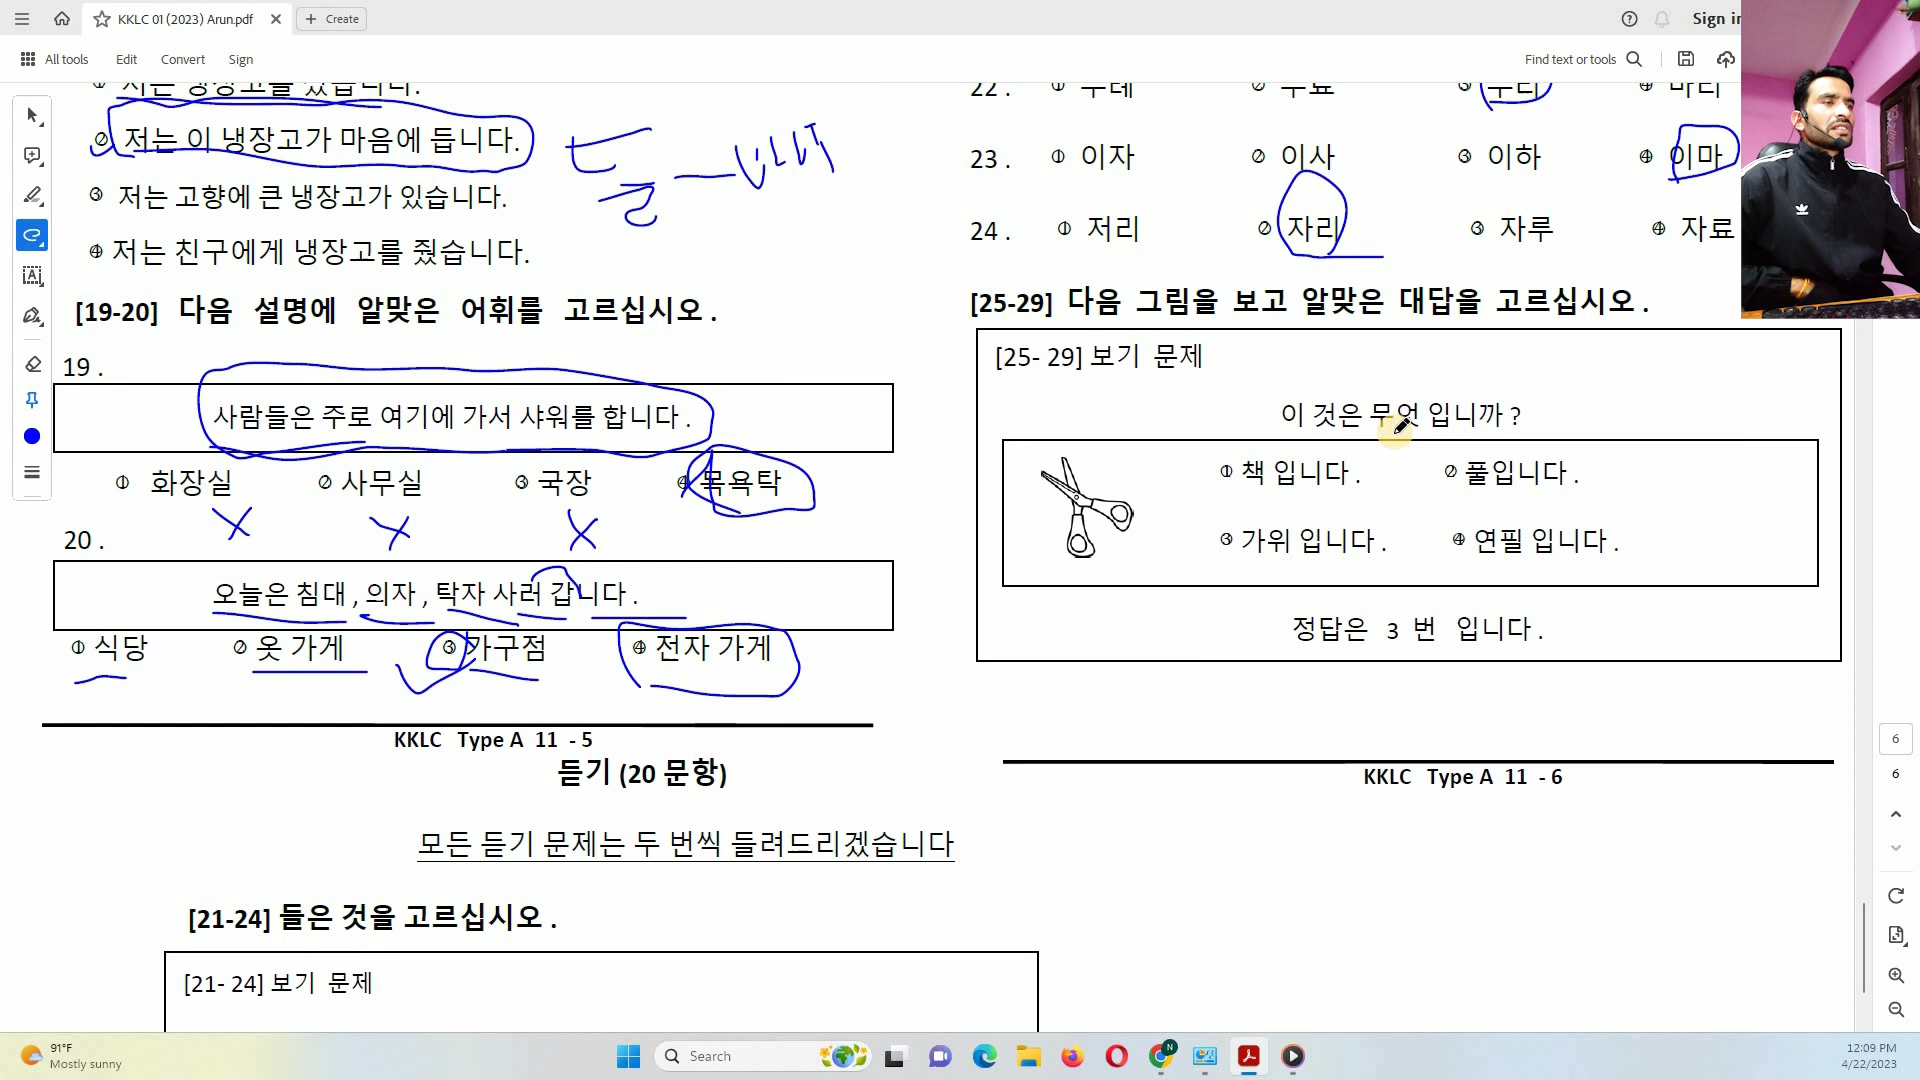 KKLC 01 (2023) Arun.pdf
Create
Sign in
All tools
Edit
Convert
Sign
Find text or tools
② 저는 이 냉장고가 마음에 듭니다.
③ 저는 고향에 큰 냉장고가 있습니다.
④ 저는 친구에게 냉장고를 줬습니다.
[19-20] 다음 설명에 알맞은 어휘를 고르십시오 .
19 .
사람들은 주로 여기에 가서 샤워를 합니다 .
① 화장실 ② 사무실 ③ 국장 ④ 목욕탁
20 .
오늘은 침대 , 의자 , 탁자 사러 갑니다 .
① 식당 ② 옷 가게 ③ 가구점 ④ 전자 가게
KKLC Type A 11 - 5
듣기 (20 문항)
모든 듣기 문제는 두 번씩 들려드리겠습니다
[21-24] 들은 것을 고르십시오 .
[21- 24] 보기 문제
22 .
23 . ① 이자 ② 이사 ③ 이하 ④ 이마
24 . ① 저리 ② 자리 ③ 자루 ④ 자료
[25-29] 다음 그림을 보고 알맞은 대답을 고르십시오 .
[25- 29] 보기 문제
이 것은 무엇 입니까 ?
① 책 입니다 . ② 풀입니다 .
③ 가위 입니다 . ④ 연필 입니다 .
정답은 3 번 입니다 .
KKLC Type A 11 - 6
6
6
91°F
Mostly sunny
Search
12:09 PM
4/22/2023